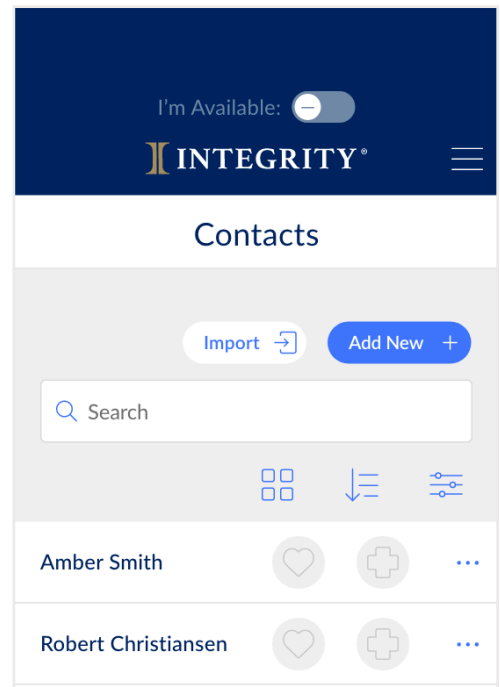 I'm Available:
INTEGRITY®
Contacts
Import
Add New
Search
Amber Smith
Robert Christiansen